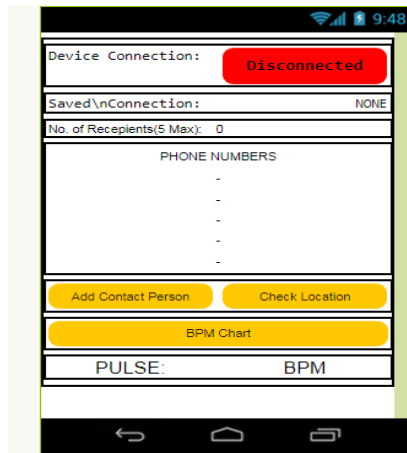 9:48
Device Connection: Disconnected
Saved\nConnection: NONE
No. of Recepients(5 Max): 0
PHONE NUMBERS
-
-
-
-
-
Add Contact Person Check Location
BPM Chart
PULSE: BPM